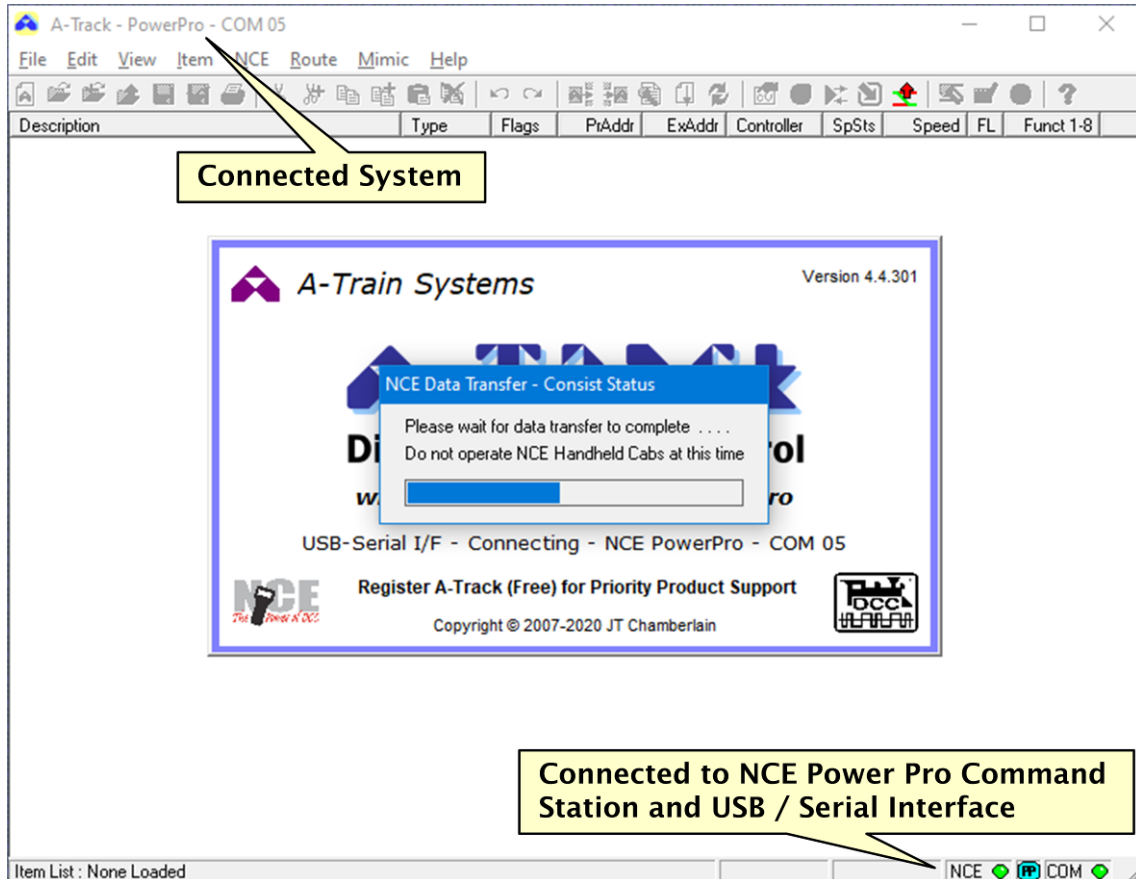 A-Track - PowerPro - COM 05
File Edit View Item NCE Route Mimic Help
Description Type Flags PrAddr ExAddr Controller SpSts Speed FL Funct 1-8
Connected System
A-Train Systems
Version 4.4.301
NCE Data Transfer - Consist Status
Please wait for data transfer to complete . . . .
Do not operate NCE Handheld Cabs at this time
USB-Serial I/F - Connecting - NCE PowerPro - COM 05
NCE
The Power of DCC
Register A-Track (Free) for Priority Product Support
DCC
Copyright © 2007-2020 JT Chamberlain
Connected to NCE Power Pro Command
Station and USB / Serial Interface
Item List : None Loaded
NCE PP COM